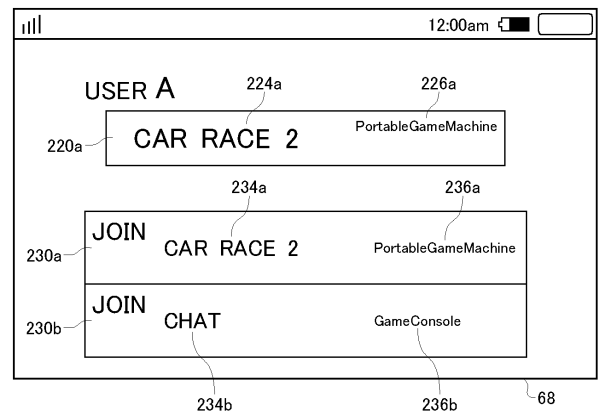 12:00am
USER A
224a
226a
220a
CAR RACE 2
PortableGameMachine
234a
236a
230a
JOIN
CAR RACE 2
PortableGameMachine
230b
JOIN
CHAT
GameConsole
234b
236b
68